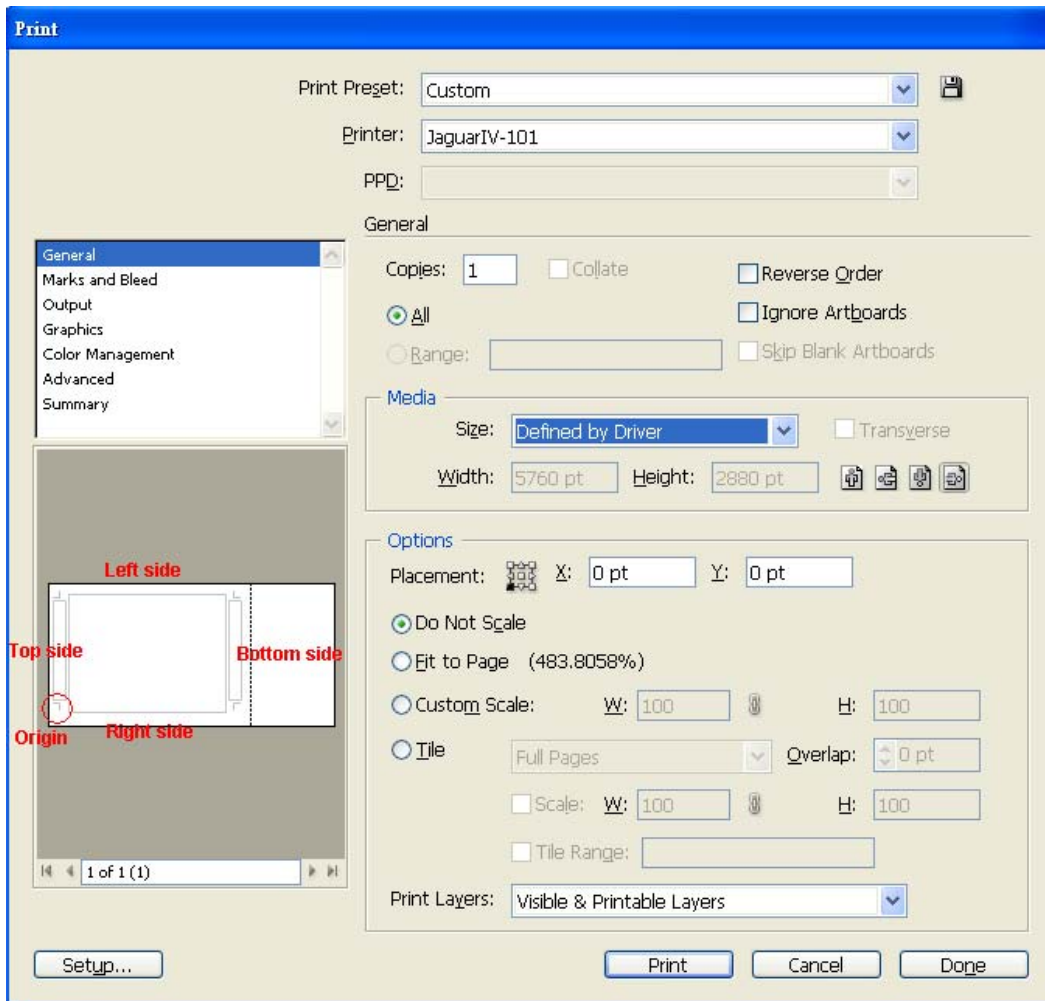 Print
Print Preset: Custom
Printer: JaguarIV-101
PPD:
General
Marks and Bleed
Output
Graphics
Color Management
Advanced
Summary
General
Copies: 1 Collate Reverse Order
All Ignore Artboards
Range: Skip Blank Artboards
Media
Size: Defined by Driver Transverse
Width: 5760 pt Height: 2880 pt
Left side
Top side
Bottom side
Origin
Right side
1 of 1 (1)
Options
Placement: X: 0 pt Y: 0 pt
Do Not Scale
Fit to Page (483.8058%)
Custom Scale: W: 100 H: 100
Tile Full Pages Overlap: 0 pt
Scale: W: 100 H: 100
Tile Range:
Print Layers: Visible & Printable Layers
Setup... Print Cancel Done